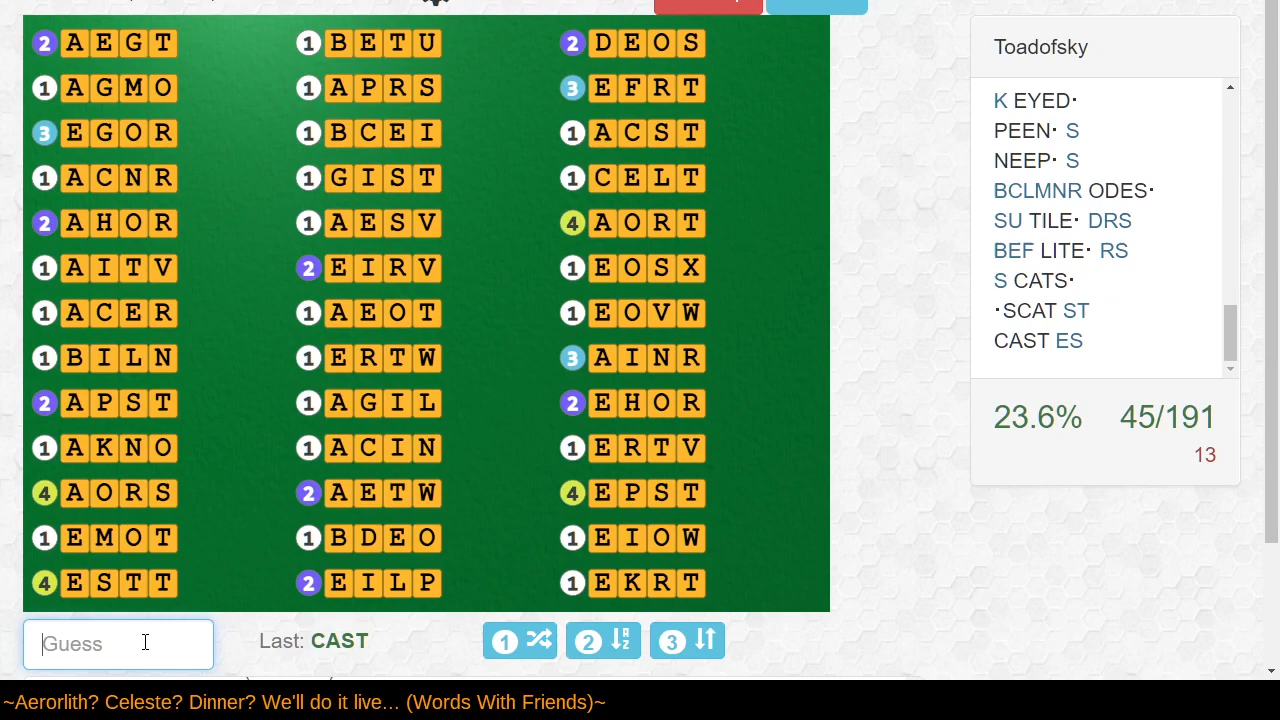 Toadofsky
2 A E G T 1 B E T U 2 D E O S
1 A G M O 1 A P R S 3 E F R T
3 E G O R 1 B C E I 1 A C S T
1 A C N R 1 G I S T 1 C E L T
2 A H O R 1 A E S V 4 A O R T
1 A I T V 2 E I R V 1 E O S X
1 A C E R 1 A E O T 1 E O V W
1 B I L N 1 E R T W 3 A I N R
2 A P S T 1 A G I L 2 E H O R
1 A K N O 1 A C I N 1 E R T V
4 A O R S 2 A E T W 4 E P S T
1 E M O T 1 B D E O 1 E I O W
4 E S T T 2 E I L P 1 E K R T
K EYED·
PEEN· S
NEEP· S
BCLMNR ODES·
SU TILE· DRS
BEF LITE· RS
S CATS·
·SCAT ST
CAST ES
23.6% 45/191
13
Guess Last: CAST 1 2 3
~Aerorlith? Celeste? Dinner? We'll do it live... (Words With Friends)~